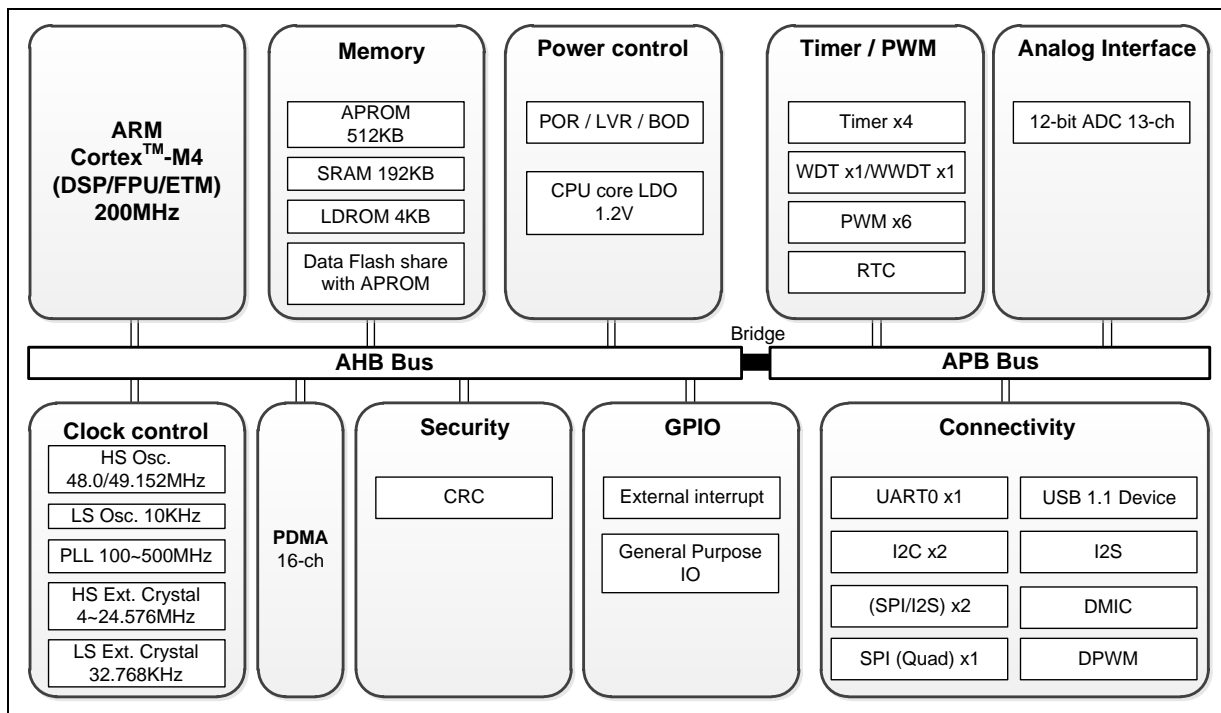 ARM
Cortex™-M4
(DSP/FPU/ETM)
200MHz
Memory
APROM
512KB
SRAM 192KB
LDROM 4KB
Data Flash share
with APROM
Power control
POR / LVR / BOD
CPU core LDO
1.2V
Timer / PWM
Timer x4
WDT x1/WWDT x1
PWM x6
RTC
Analog Interface
12-bit ADC 13-ch
AHB Bus
Bridge
APB Bus
Clock control
HS Osc.
48.0/49.152MHz
LS Osc. 10KHz
PLL 100~500MHz
HS Ext. Crystal
4~24.576MHz
LS Ext. Crystal
32.768KHz
PDMA
16-ch
Security
CRC
GPIO
External interrupt
General Purpose
IO
Connectivity
UART0 x1
USB 1.1 Device
I2C x2
I2S
(SPI/I2S) x2
DMIC
SPI (Quad) x1
DPWM